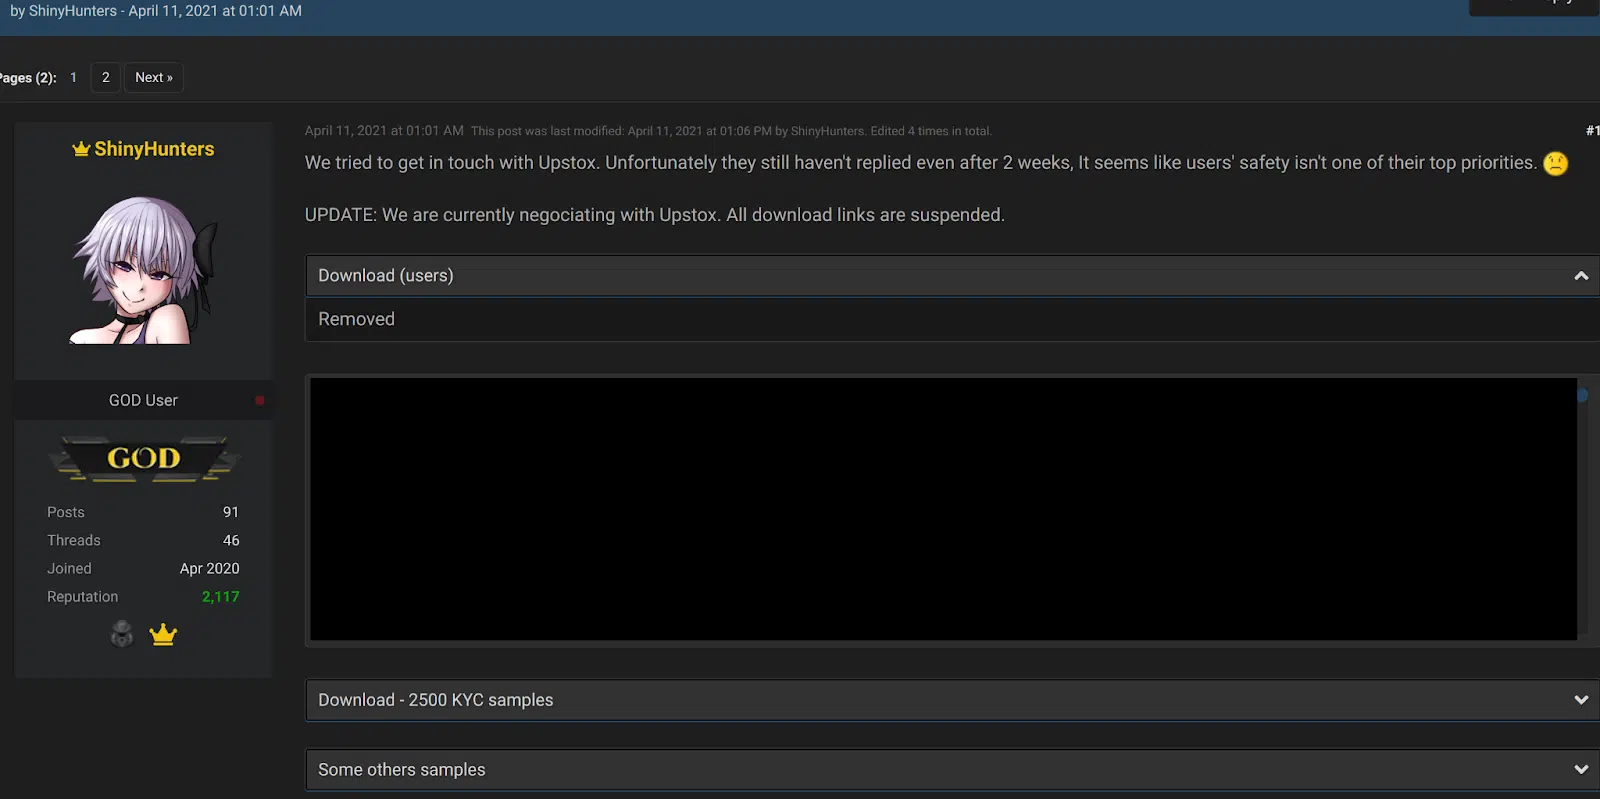 by ShinyHunters - April 11, 2021 at 01:01 AM
Pages (2): 1 2 Next »
ShinyHunters
April 11, 2021 at 01:01 AM This post was last modified: April 11, 2021 at 01:06 PM by ShinyHunters. Edited 4 times in total.
#1
We tried to get in touch with Upstox. Unfortunately they still haven't replied even after 2 weeks, It seems like users' safety isn't one of their top priorities.
UPDATE: We are currently negociating with Upstox. All download links are suspended.
Download (users)
Removed
GOD User
GOD
Posts 91
Threads 46
Joined Apr 2020
Reputation 2,117
Download - 2500 KYC samples
Some others samples